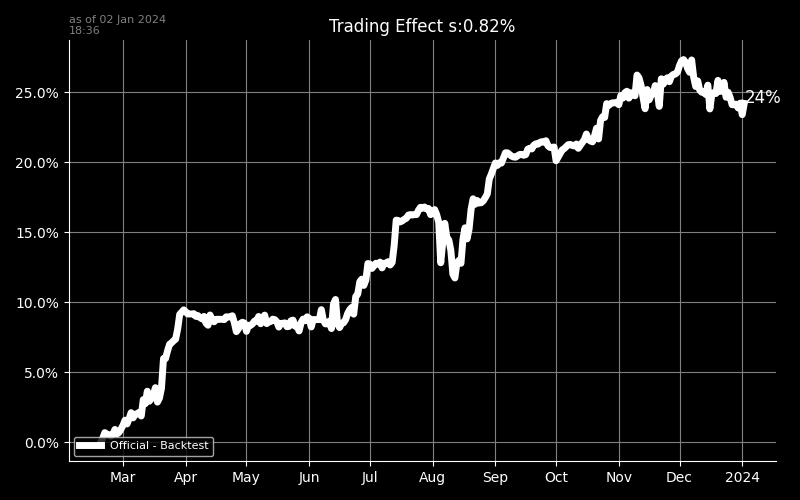 as of 02 Jan 2024
18:36
Trading Effect s:0.82%
25.0%
20.0%
15.0%
10.0%
5.0%
0.0%
24%
Official - Backtest
Mar Apr May Jun Jul Aug Sep Oct Nov Dec 2024